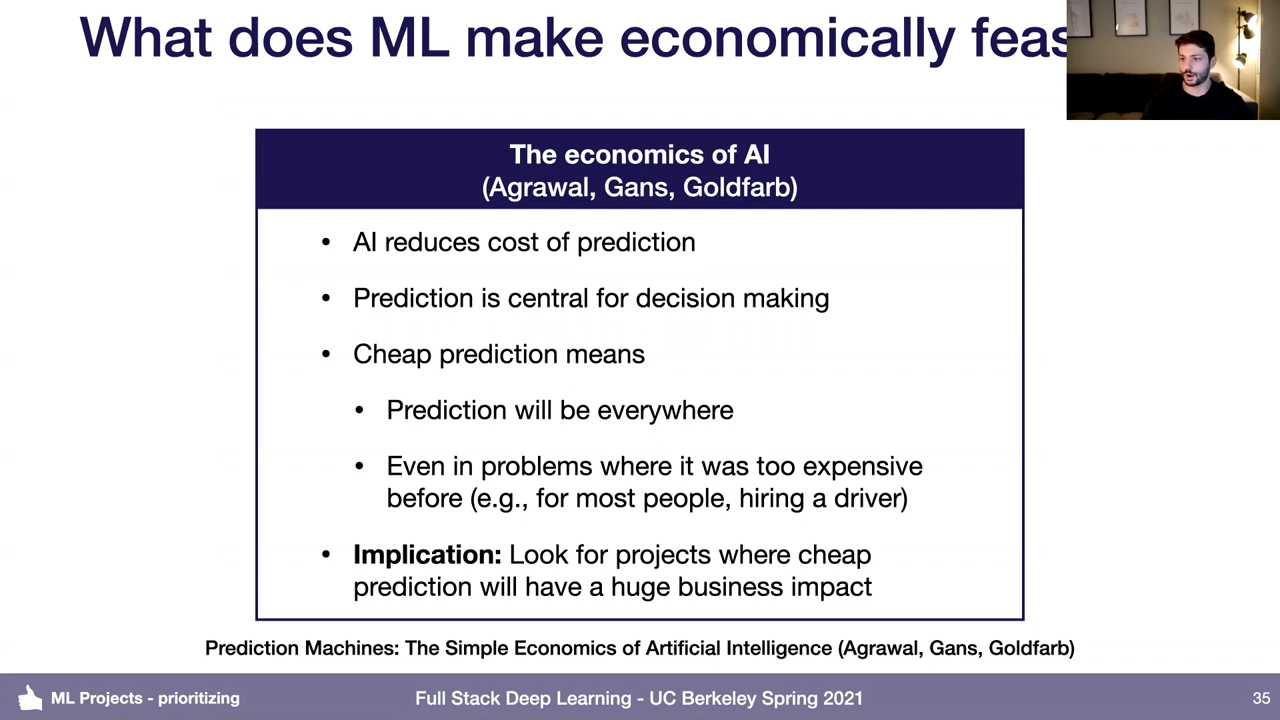 What does ML make economically feas
The economics of AI
(Agrawal, Gans, Goldfarb)
• AI reduces cost of prediction
• Prediction is central for decision making
• Cheap prediction means
• Prediction will be everywhere
• Even in problems where it was too expensive
before (e.g., for most people, hiring a driver)
• Implication: Look for projects where cheap
prediction will have a huge business impact
Prediction Machines: The Simple Economics of Artificial Intelligence (Agrawal, Gans, Goldfarb)
ML Projects - prioritizing
Full Stack Deep Learning - UC Berkeley Spring 2021
35